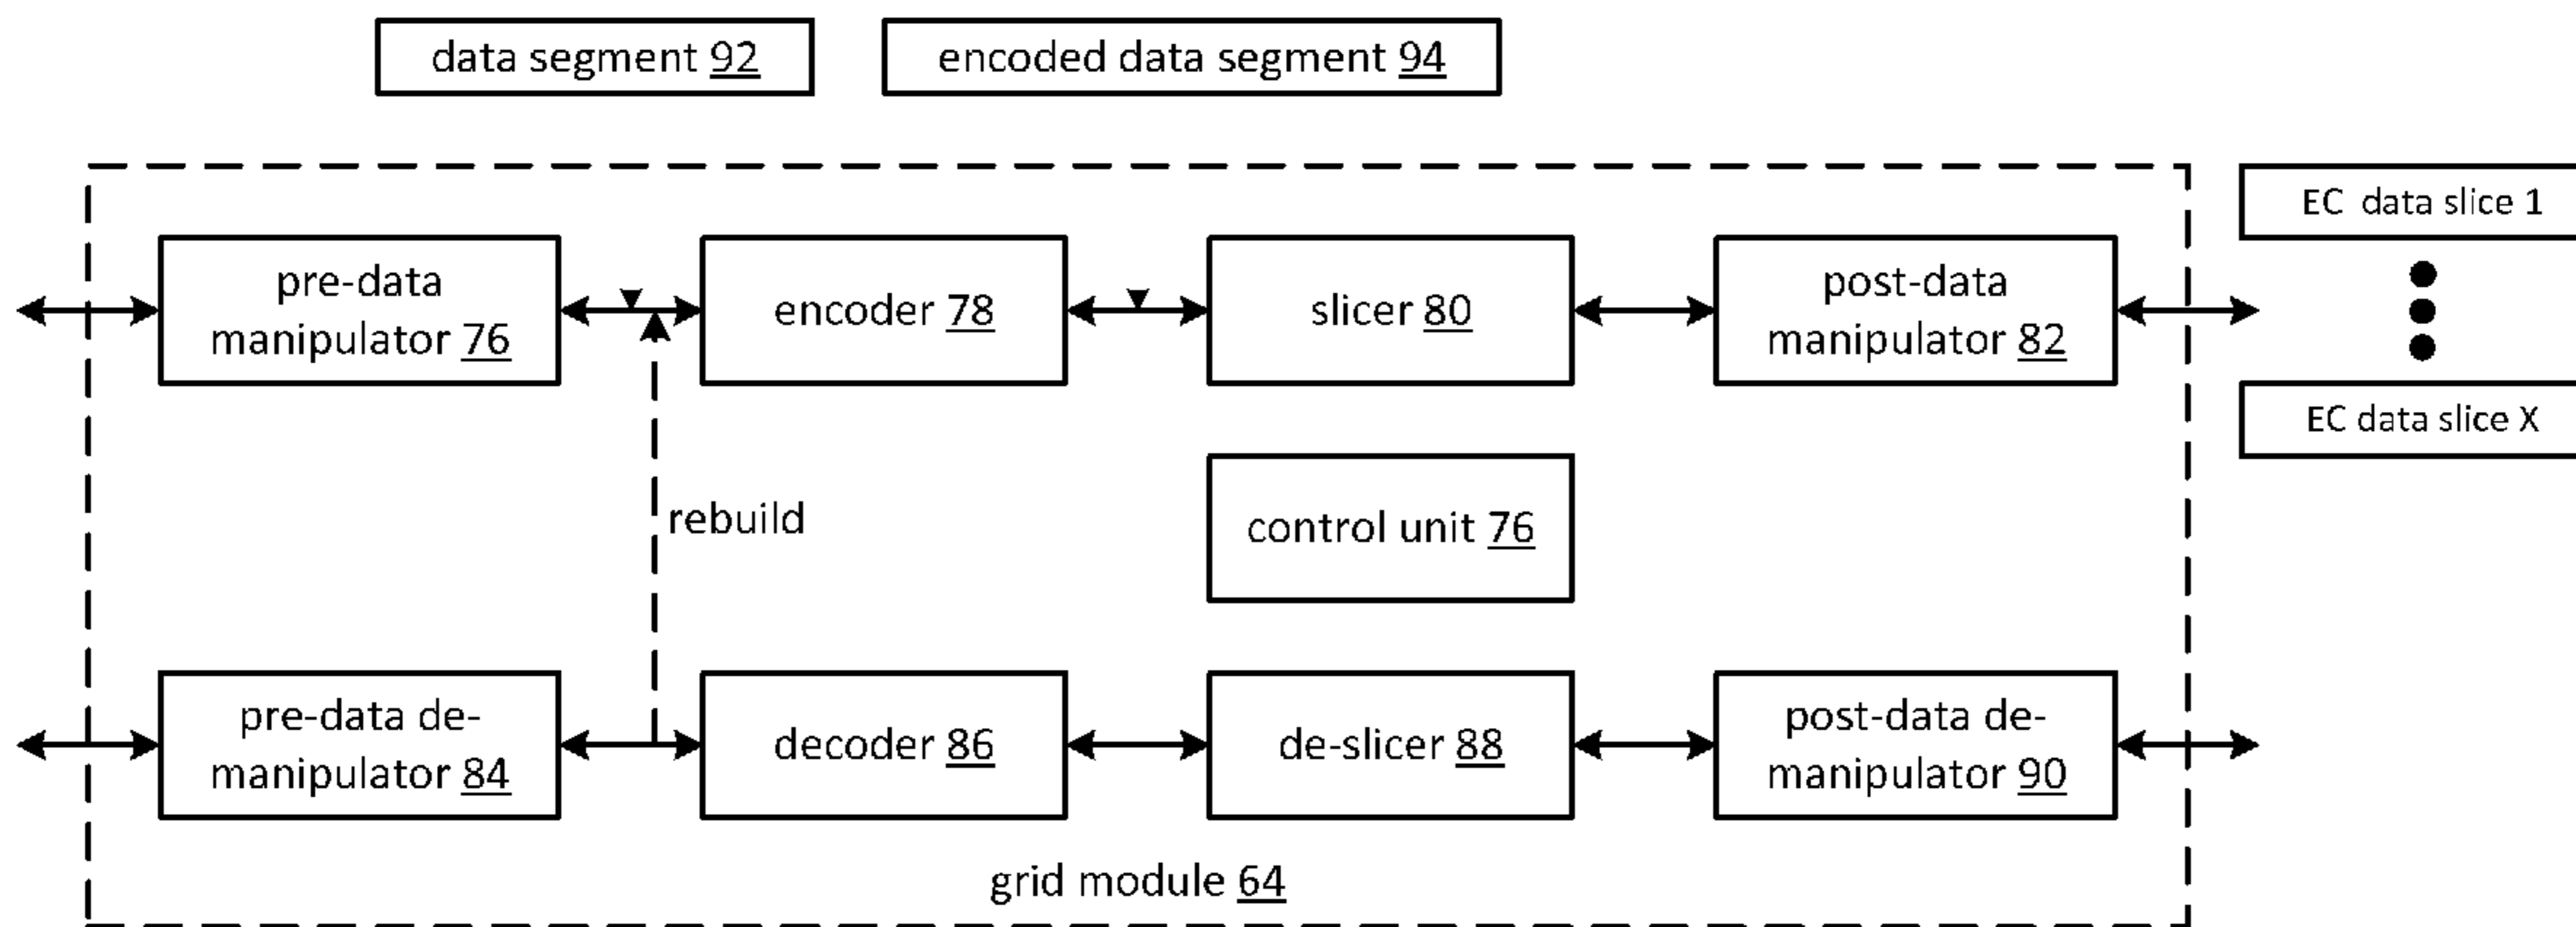 data segment 92
encoded data segment 94
EC data slice 1
pre-data
manipulator 76
encoder 78
slicer 80
post-data
manipulator 82
EC data slice X
rebuild
control unit 76
pre-data de-
manipulator 84
decoder 86
de-slicer 88
post-data de-
manipulator 90
grid module 64